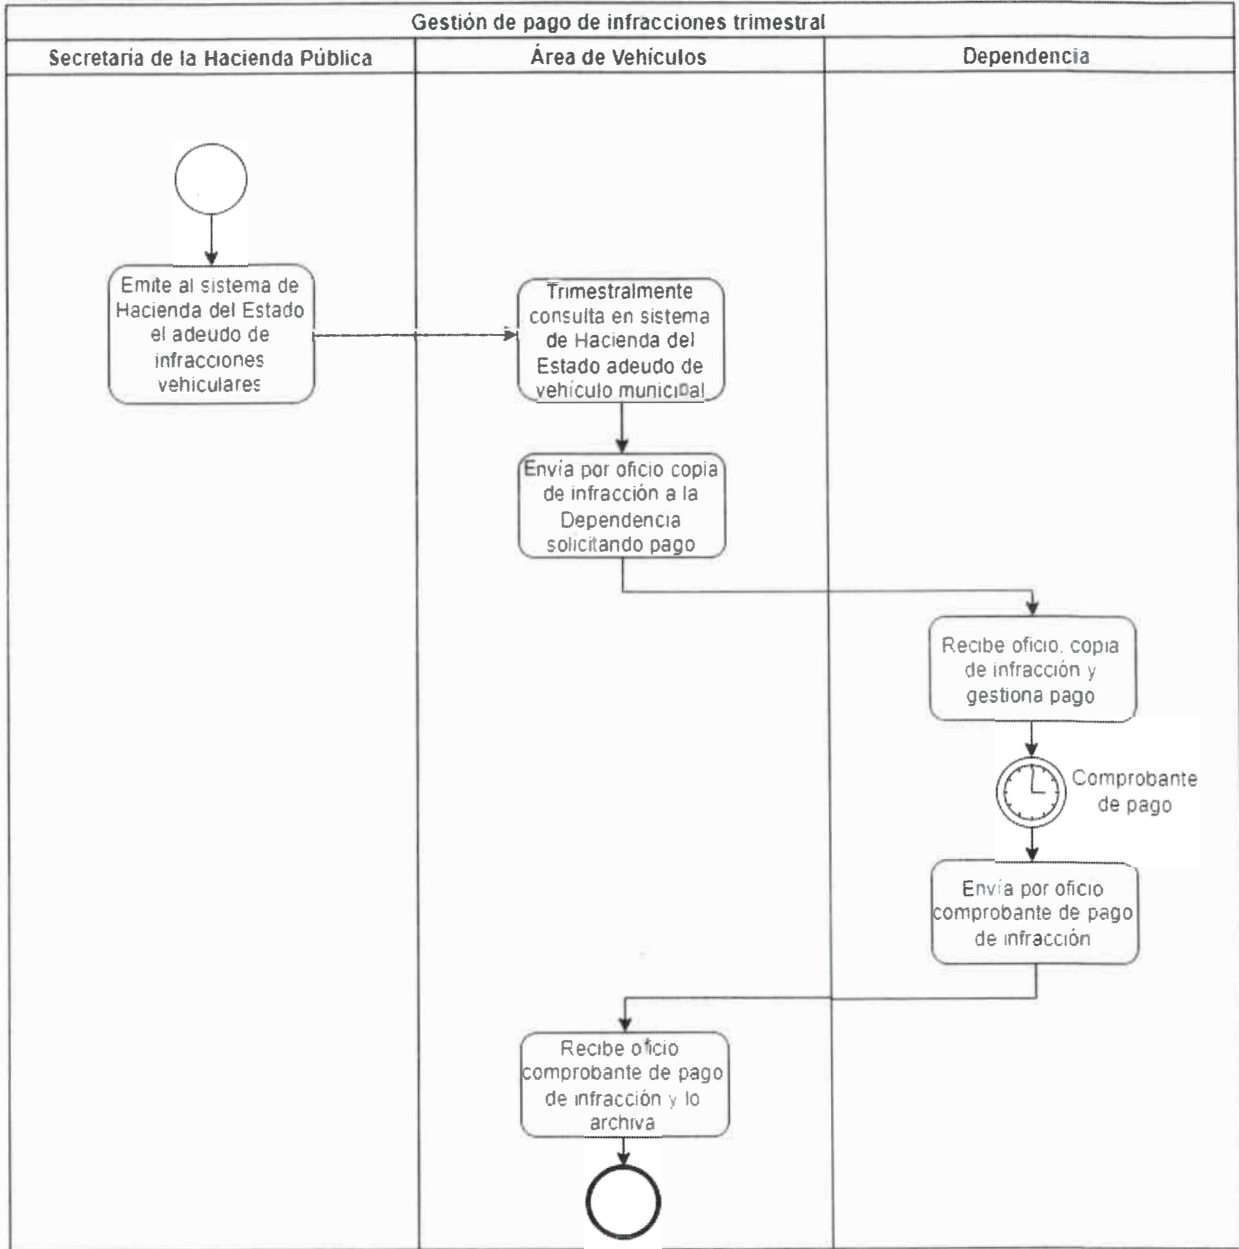 Gestión de pago de infracciones trimestral
Secretaria de la Hacienda Pública
Área de Vehículos
Dependencia
Emite al sistema de
Hacienda del Estado
el adeudo de
infracciones
vehiculares
Trimestralmente
consulta en sistema
de Hacienda del
Estado adeudo de
vehículo municipal
Envía por oficio copia
de infracción a la
Dependencia
solicitando pago
Recibe oficio, copia
de infracción y
gestiona pago
Comprobante
de pago
Envía por oficio
comprobante de pago
de infracción
Recibe oficio
comprobante de pago
de infracción y lo
archiva